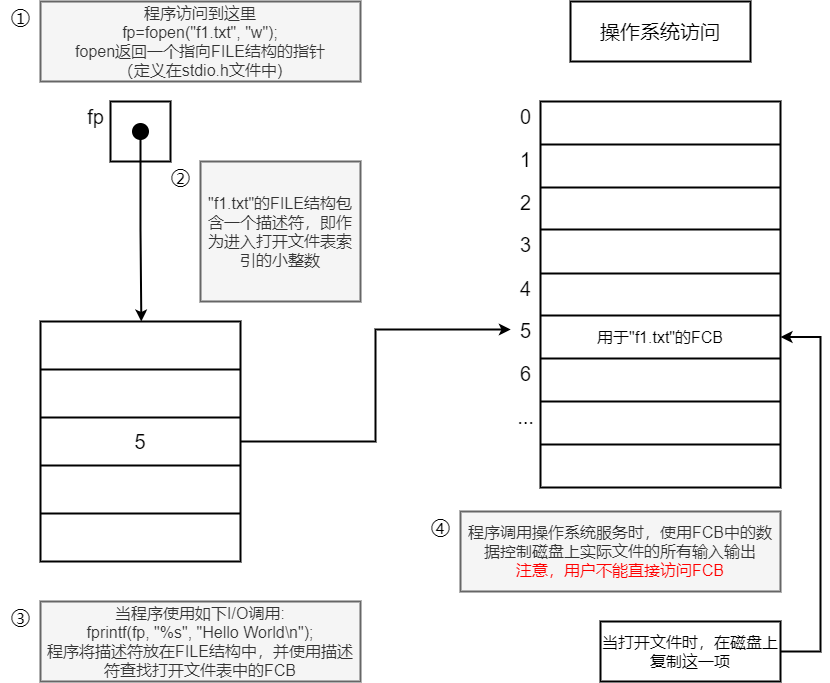 ①
程序访问到这里
fp=fopen("f1.txt", "w");
fopen返回一个指向FILE结构的指针
(定义在stdio.h文件中)
操作系统访问
fp
②
"f1.txt"的FILE结构包
含一个描述符，即作
为进入打开文件表索
引的小整数
0
1
2
3
4
5
用于"f1.txt"的FCB
6
...
5
④
程序调用操作系统服务时，使用FCB中的数
据控制磁盘上实际文件的所有输入输出
注意，用户不能直接访问FCB
③
当程序使用如下I/O调用:
fprintf(fp, "%s", "Hello World\n");
程序将描述符放在FILE结构中，并使用描述
符查找打开文件表中的FCB
当打开文件时，在磁盘上
复制这一项